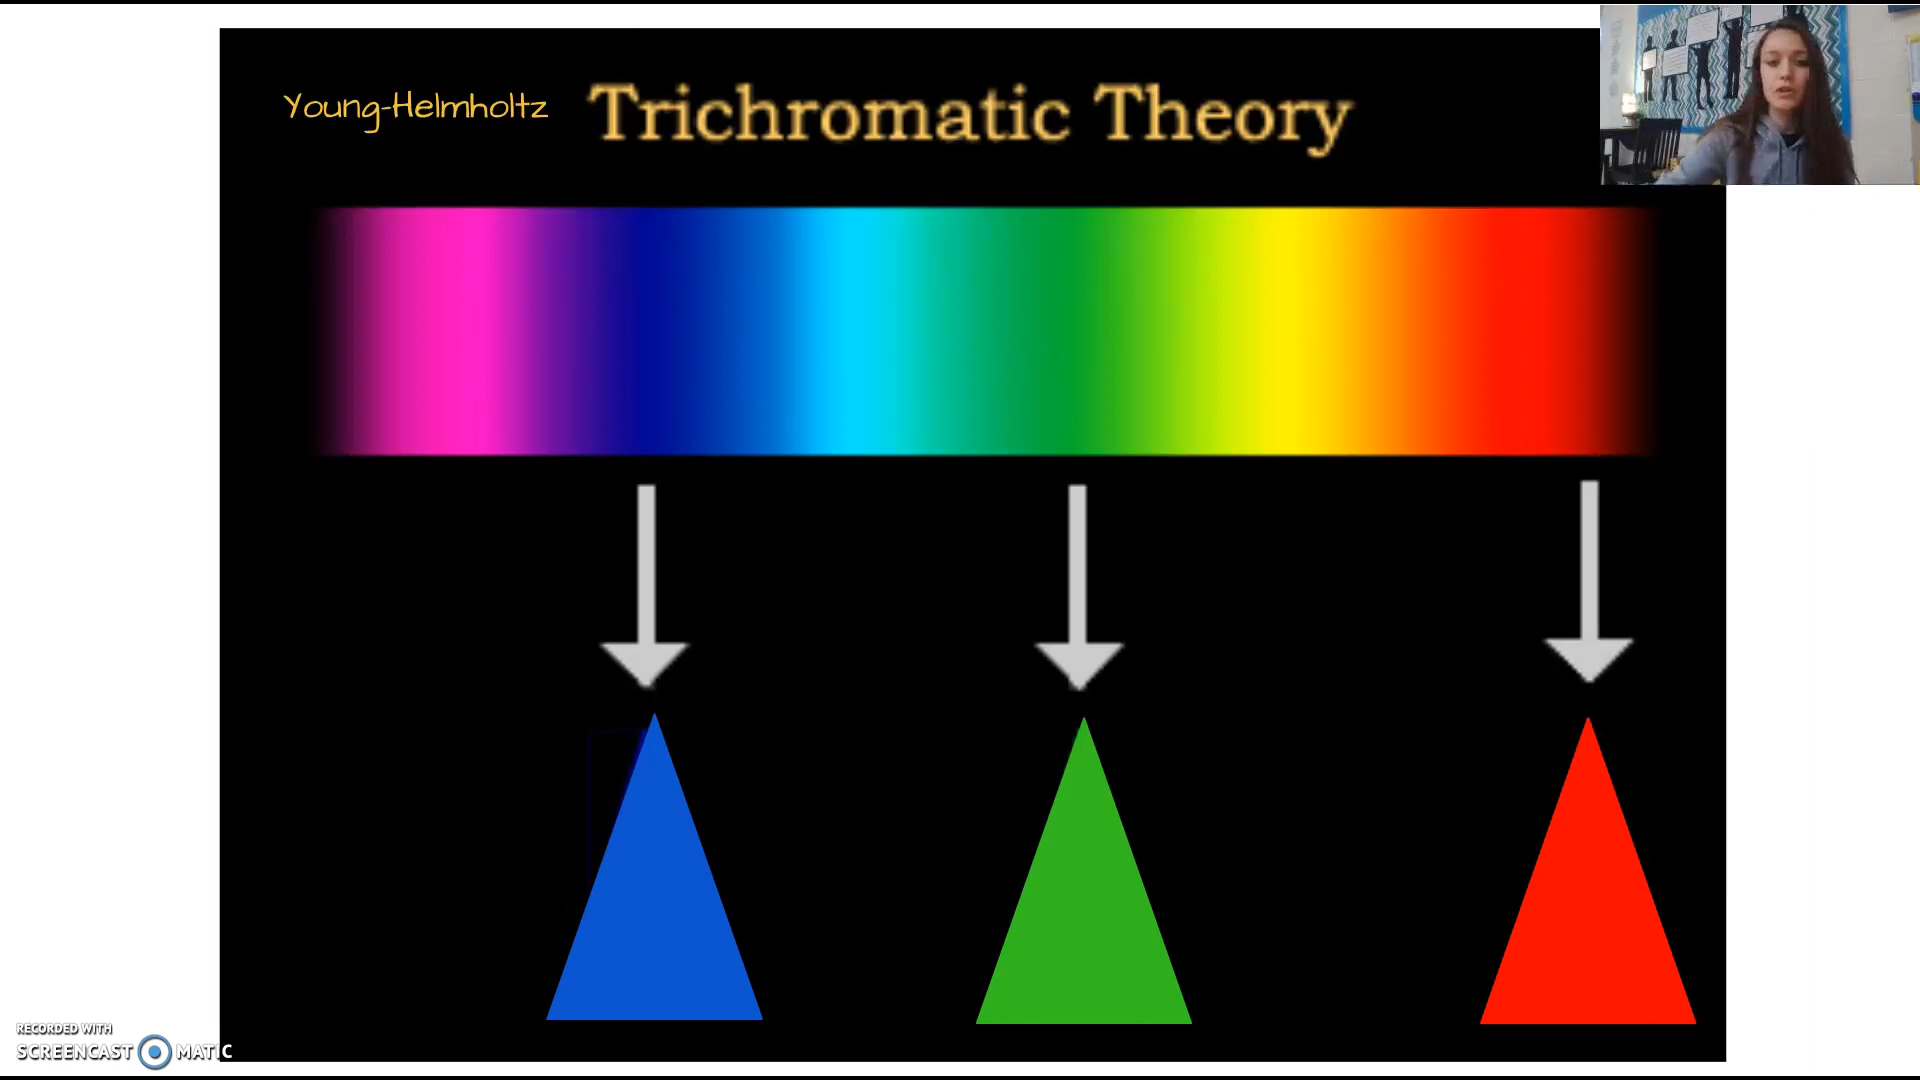 Young-Helmholtz Trichromatic Theory
RECORDED WITH
SCREENCAST MATIC